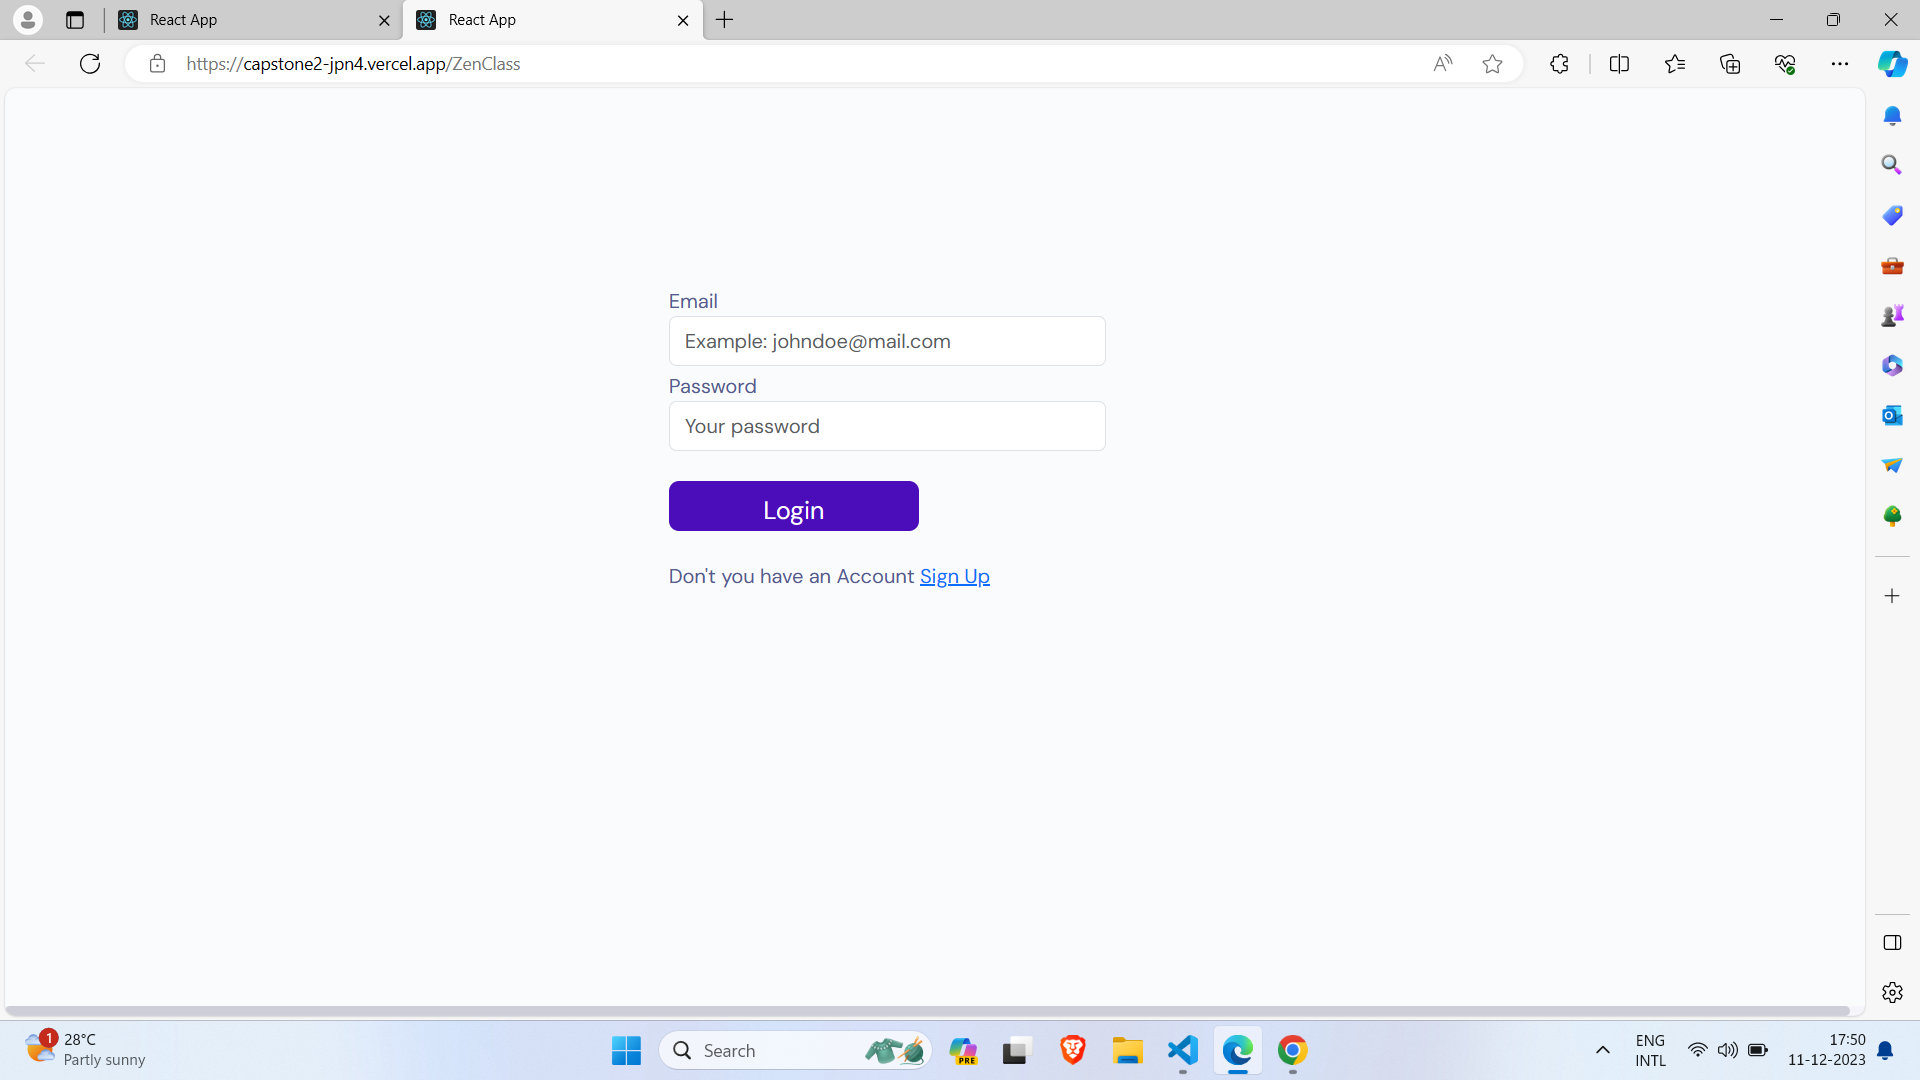 React App
React App
https://capstone2-jpn4.vercel.app/ZenClass
Email
Example: johndoe@mail.com
Password
Your password
Login
Don't you have an Account Sign Up
1
28°C
Partly sunny
Search
PRE
ENG
INTL
17:50
11-12-2023